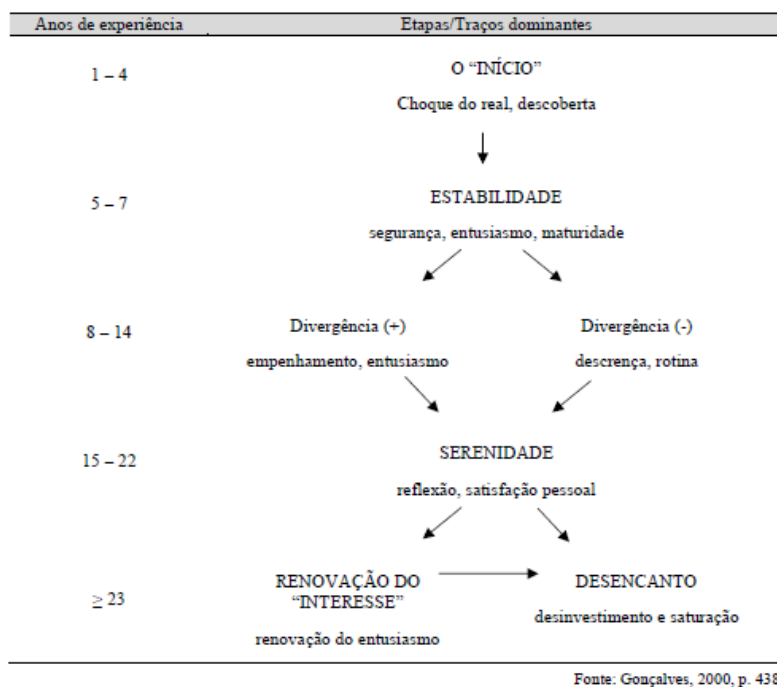 Anos de experiência Etapas/Traços dominantes
1 – 4 O “INÍCIO”
Choque do real, descoberta
5 – 7 ESTABILIDADE
segurança, entusiasmo, maturidade
8 – 14 Divergência (+) Divergência (-)
empenhamento, entusiasmo descrença, rotina
15 – 22 SERENIDADE
reflexão, satisfação pessoal
≥ 23 RENOVAÇÃO DO DESENCANTO
“INTERESSE” desinvestimento e saturação
renovação do entusiasmo
Fonte: Gonçalves, 2000, p. 438